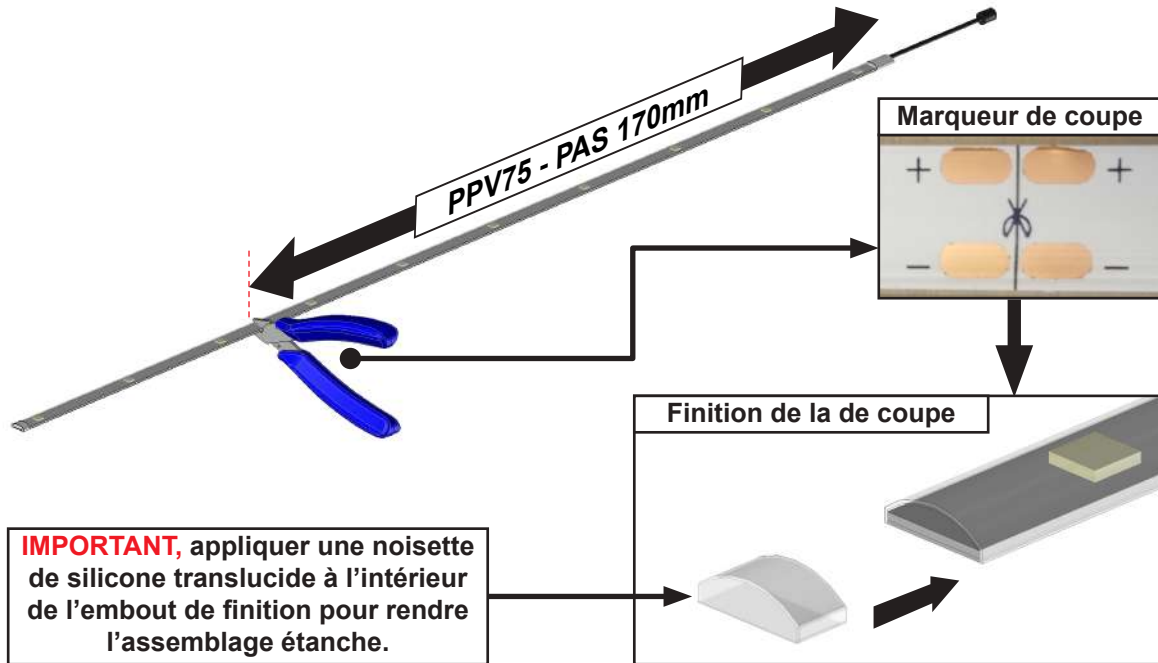 PPV75 - PAS 170mm
Marqueur de coupe
+ +
− −
Finition de la de coupe
IMPORTANT, appliquer une noisette
de silicone translucide à l’intérieur
de l’embout de finition pour rendre
l’assemblage étanche.